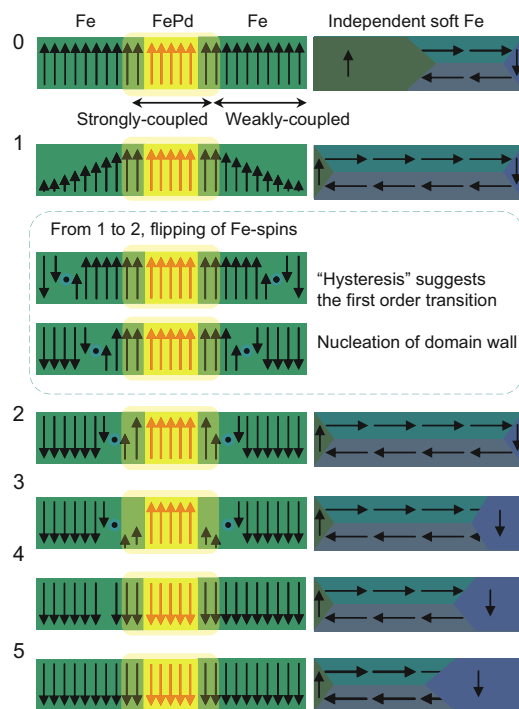 Fe FePd Fe Independent soft Fe
0
Strongly-coupled Weakly-coupled
1
From 1 to 2, flipping of Fe-spins
“Hysteresis” suggests
the first order transition
Nucleation of domain wall
2
3
4
5